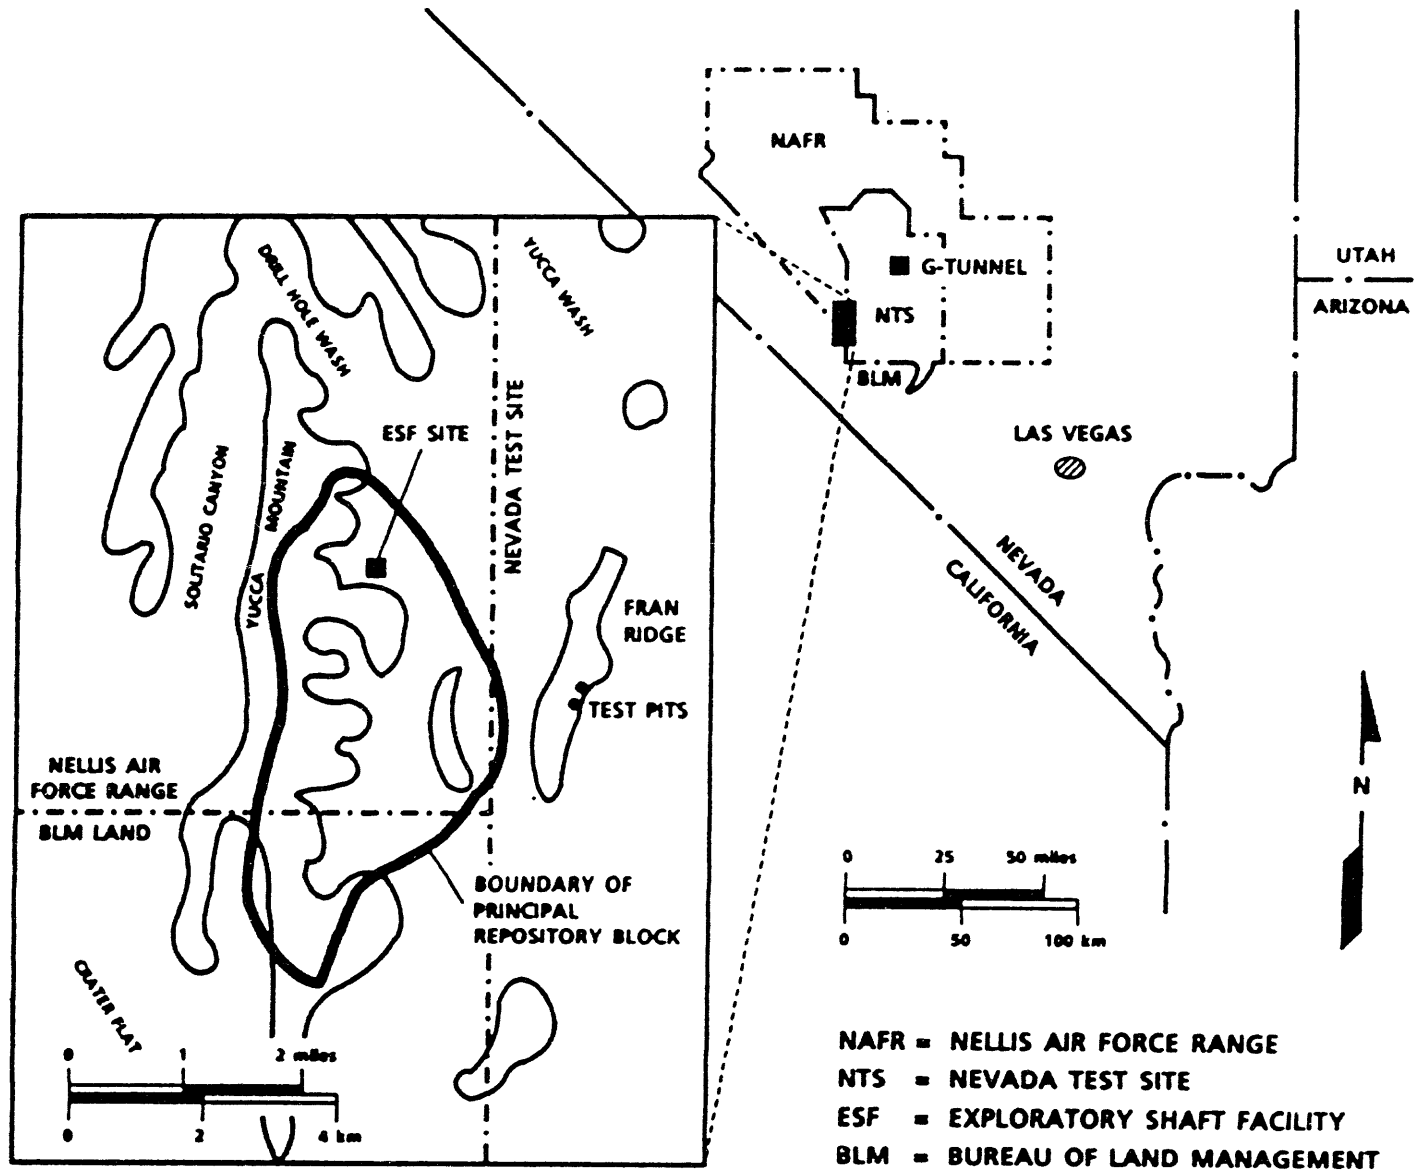 NAFR
UTAH
G-TUNNEL
ARIZONA
NTS
BLM
LAS VEGAS
NEVADA
CALIFORNIA
YUCCA WASH
DRILL HOLE WASH
NEVADA TEST SITE
ESF SITE
SOLITARIO CANYON
YUCCA MOUNTAIN
FRAN
RIDGE
TEST PITS
NELLIS AIR
FORCE RANGE
BLM LAND
BOUNDARY OF
PRINCIPAL
REPOSITORY BLOCK
CRATER FLAT
0 1 2 miles
0 2 4 km
N
0 25 50 miles
0 50 100 km
NAFR = NELLIS AIR FORCE RANGE
NTS = NEVADA TEST SITE
ESF = EXPLORATORY SHAFT FACILITY
BLM = BUREAU OF LAND MANAGEMENT